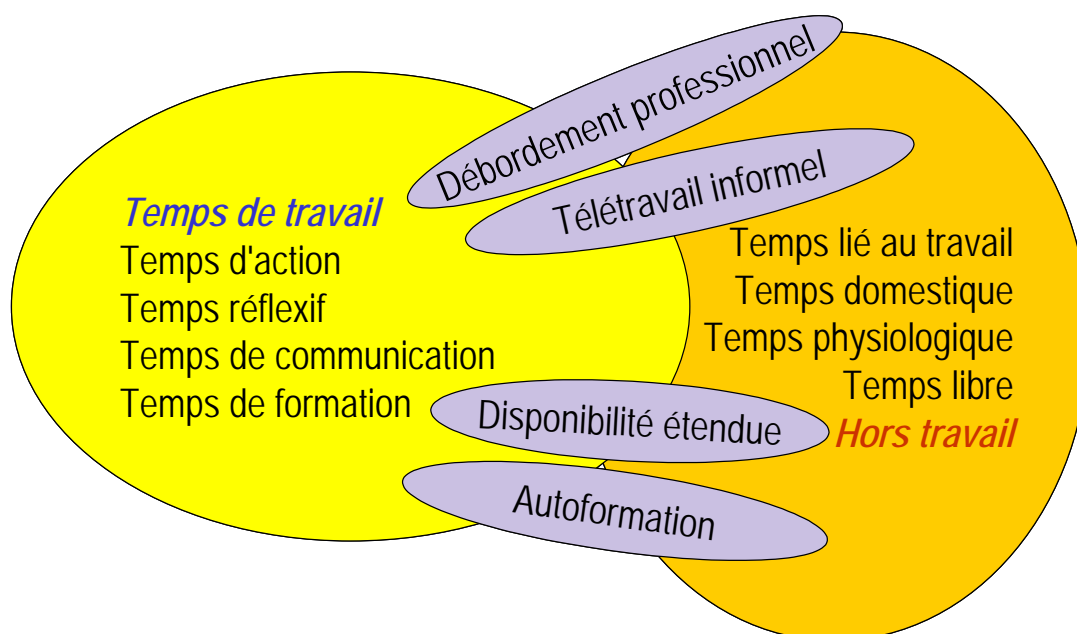 Débordement professionnel
Télétravail informel
Temps de travail
Temps d'action
Temps réflexif
Temps de communication
Temps de formation
Temps lié au travail
Temps domestique
Temps physiologique
Temps libre
Hors travail
Disponibilité étendue
Autoformation